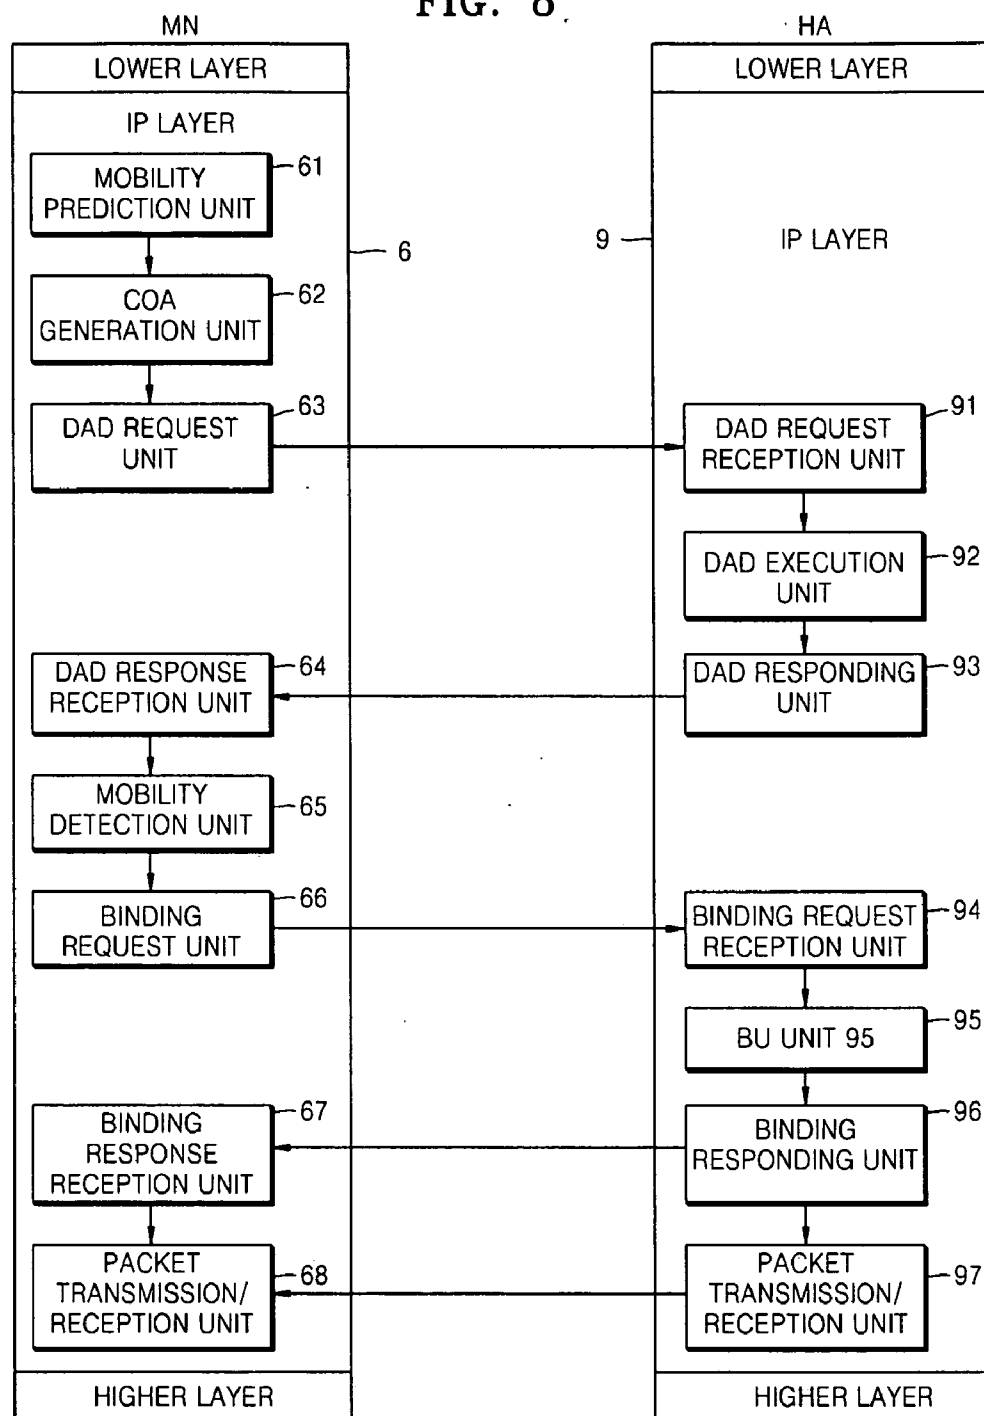 FIG. 8
MN
HA
LOWER LAYER
LOWER LAYER
IP LAYER
61
MOBILITY
PREDICTION UNIT
6
9
IP LAYER
62
COA
GENERATION UNIT
63
DAD REQUEST
UNIT
91
DAD REQUEST
RECEPTION UNIT
92
DAD EXECUTION
UNIT
64
DAD RESPONSE
RECEPTION UNIT
93
DAD RESPONDING
UNIT
65
MOBILITY
DETECTION UNIT
66
BINDING
REQUEST UNIT
94
BINDING REQUEST
RECEPTION UNIT
95
BU UNIT 95
67
BINDING
RESPONSE
RECEPTION UNIT
96
BINDING
RESPONDING UNIT
68
PACKET
TRANSMISSION/
RECEPTION UNIT
97
PACKET
TRANSMISSION/
RECEPTION UNIT
HIGHER LAYER
HIGHER LAYER